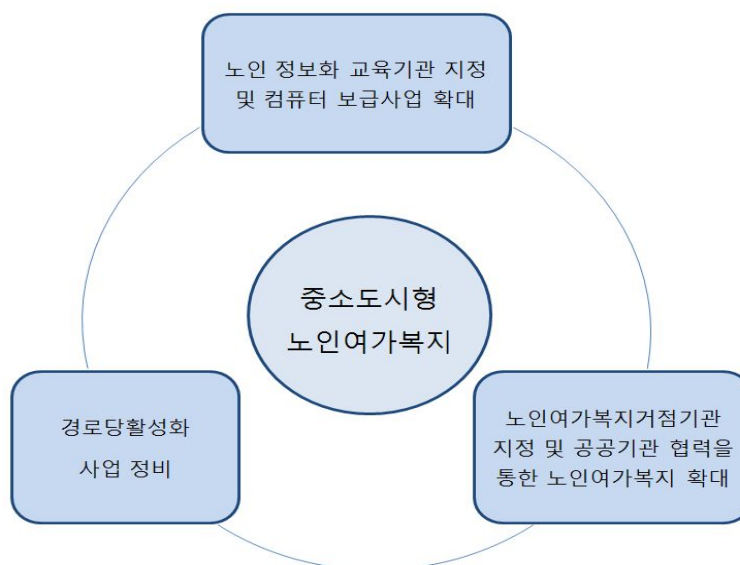 노인 정보화 교육기관 지정
및 컴퓨터 보급사업 확대
중소도시형
노인여가복지
경로당활성화
사업 정비
노인여가복지거점기관
지정 및 공공기관 협력을
통한 노인여가복지 확대